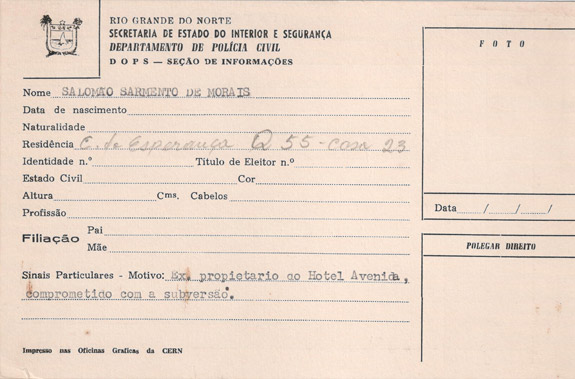 RIO GRANDE DO NORTE
SECRETARIA DE ESTADO DO INTERIOR E SEGURANÇA
DEPARTAMENTO DE POLÍCIA CIVIL
DOPS — SEÇÃO DE INFORMAÇÕES
FOTO
Nome SALOMÃO SARMENTO DE MORAIS
Data de nascimento
Naturalidade
Residência C. da Esperança Q 55 - casa 23
Identidade n.º Titulo de Eleitor n.º
Estado Civil Cor
Altura Cms. Cabelos
Profissão
Data / / /
Filiação
Pai
Mãe
POLEGAR DIREITO
Sinais Particulares - Motivo: Ex. propietario do Hotel Avenida,
comprometido com a subversão.
Impresso nas Oficinas Graficas da CERN